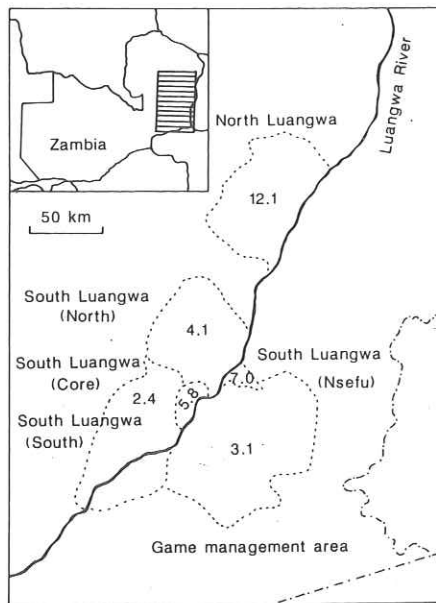 Zambia
50 km
North Luangwa
Luangwa River
12.1
South Luangwa
(North)
4.1
South Luangwa
(Core)
South Luangwa
(Nsefu)
7.0
5.8
2.4
South Luangwa
(South)
3.1
Game management area